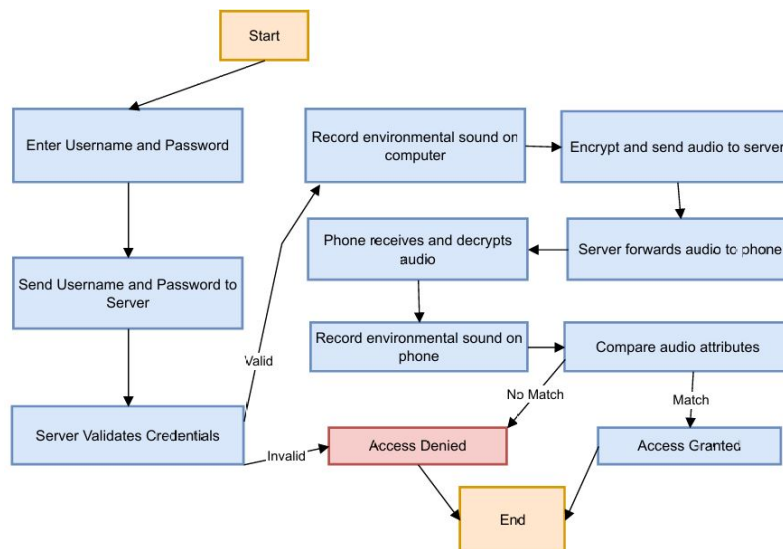 Start
Enter Username and Password
Record environmental sound on
computer
Encrypt and send audio to server
Phone receives and decrypts
audio
Server forwards audio to phone
Send Username and Password to
Server
Record environmental sound on
phone
Compare audio attributes
Valid
No Match
Match
Server Validates Credentials
Invalid
Access Denied
Access Granted
End